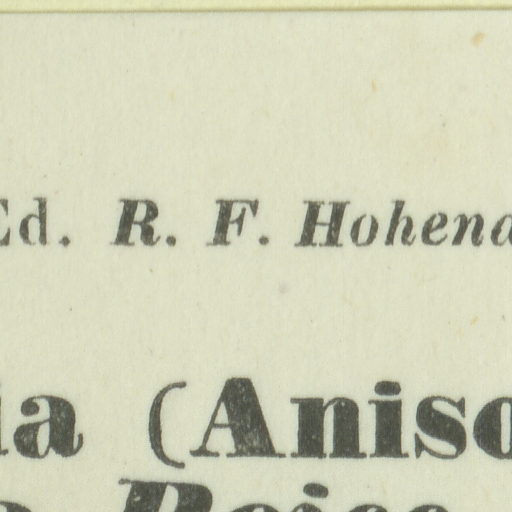 Ed. R. F. Hohena
ia (Aniso